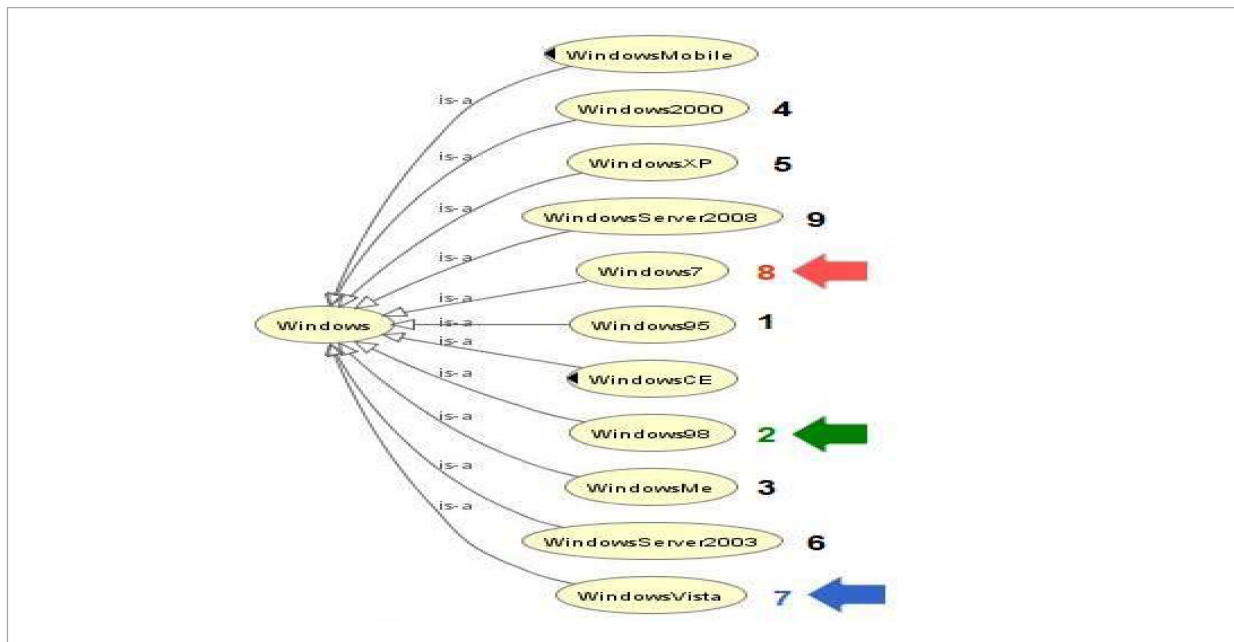 WindowsMobile
is-a
Windows2000 4
is-a
WindowsXP 5
is-a
WindowsServer2008 9
is-a
Windows7 8
is-a
Windows
is-a
Windows95 1
is-a
WindowsCE
is-a
Windows98 2
is-a
WindowsMe 3
is-a
WindowsServer2003 6
is-a
WindowsVista 7